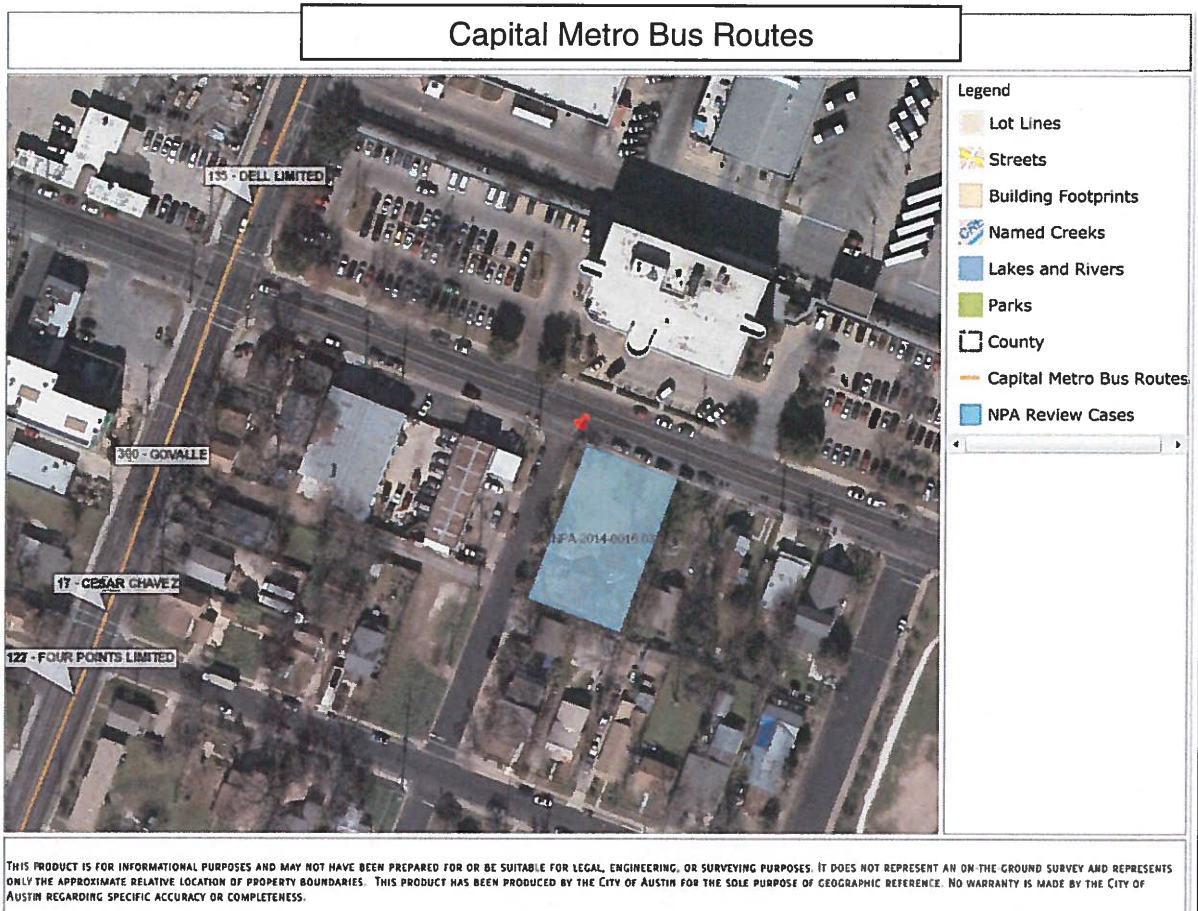 Capital Metro Bus Routes
Legend
Lot Lines
Streets
Building Footprints
Named Creeks
Lakes and Rivers
Parks
County
Capital Metro Bus Routes
NPA Review Cases
135 - DELL LIMITED
300 - GOVALLE
17 - CESAR CHAVEZ
127 - FOUR POINTS LIMITED
THIS PRODUCT IS FOR INFORMATIONAL PURPOSES AND MAY NOT HAVE BEEN PREPARED FOR OR BE SUITABLE FOR LEGAL, ENGINEERING, OR SURVEYING PURPOSES. IT DOES NOT REPRESENT AN ON-THE-GROUND SURVEY AND REPRESENTS
ONLY THE APPROXIMATE RELATIVE LOCATION OF PROPERTY BOUNDARIES. THIS PRODUCT HAS BEEN PRODUCED BY THE CITY OF AUSTIN FOR THE SOLE PURPOSE OF GEOGRAPHIC REFERENCE. NO WARRANTY IS MADE BY THE CITY OF
AUSTIN REGARDING SPECIFIC ACCURACY OR COMPLETENESS.